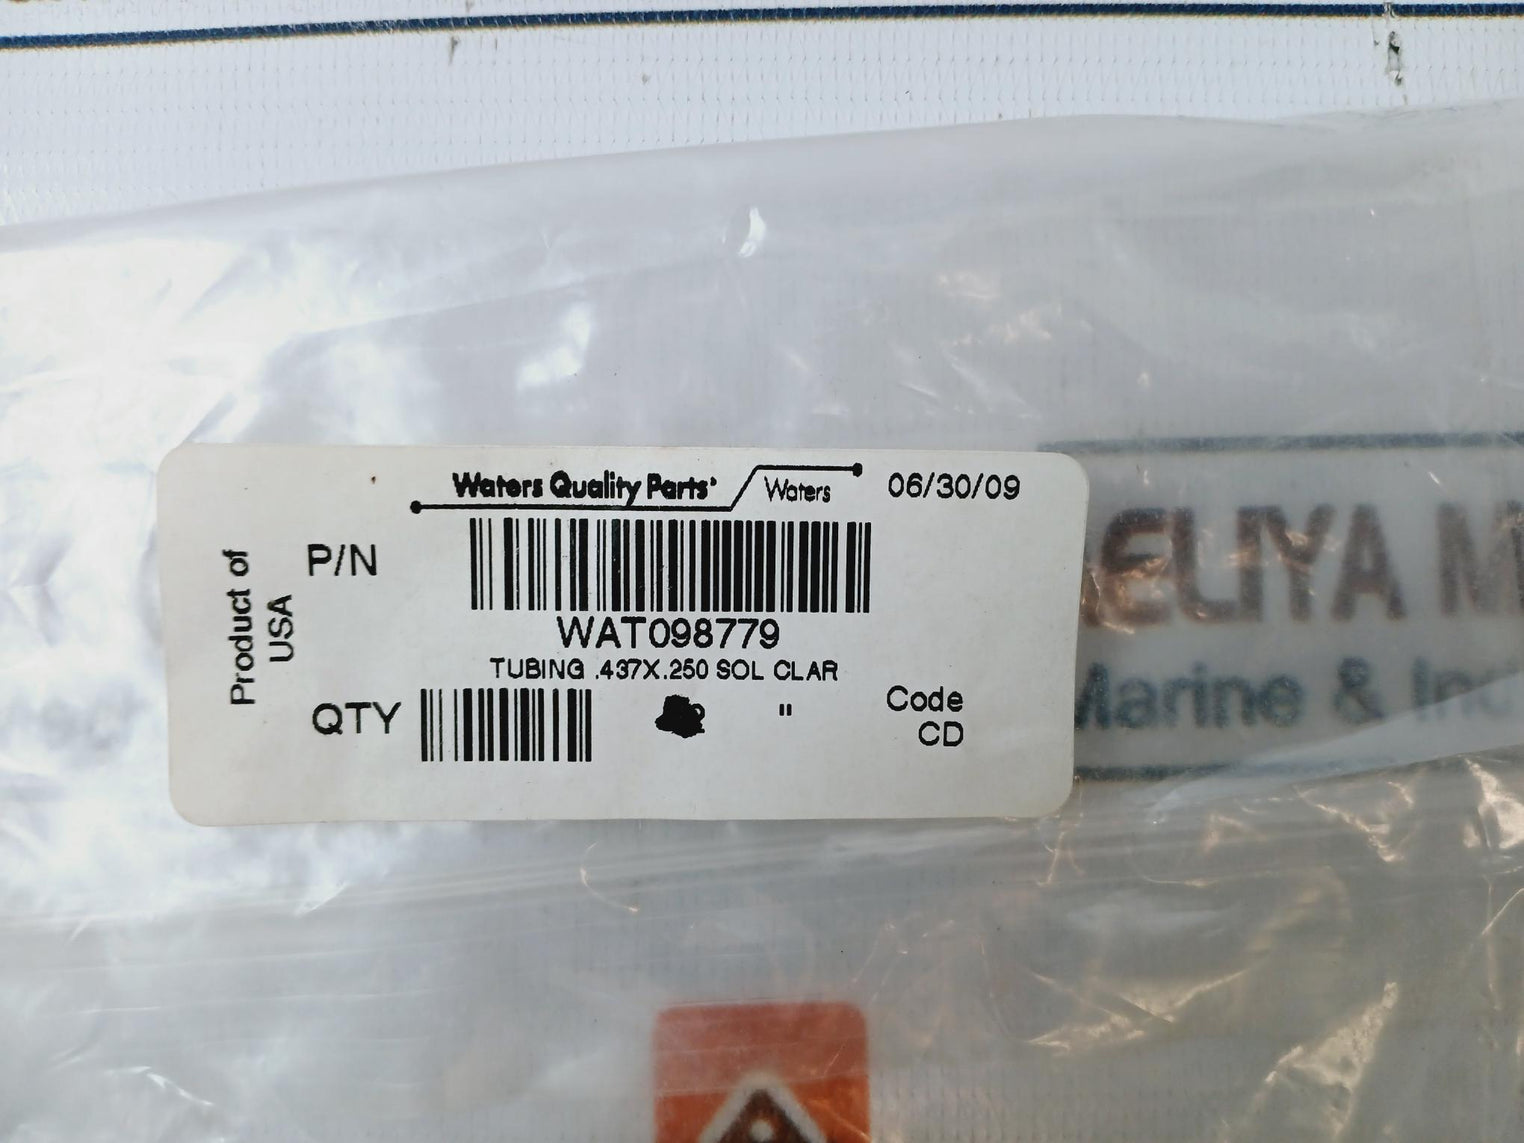 Waters Quality Parts
Waters
06/30/09
Product of
USA
P/N
WAT098779
TUBING .437X.250 SOL CLAR
QTY
"
Code
CD
ELIYA M
Marine &